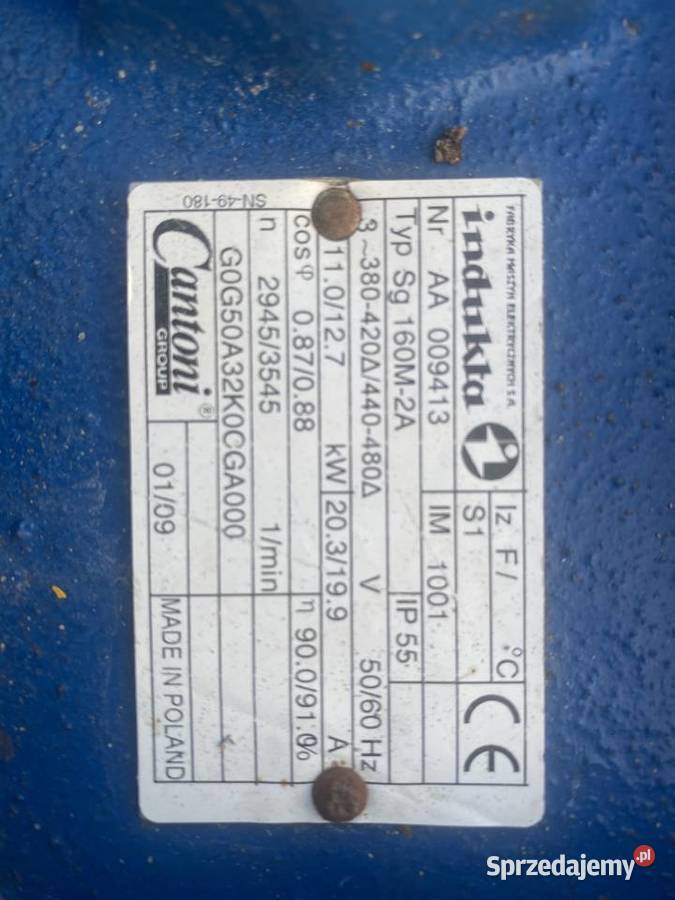 FABRYKA MASZYN ELEKTRYCZNYCH S.A.
indukta
Iz. F/ °C
S1
CE
Nr AA 009413
IM 1001
Typ Sg 160M-2A
IP 55
3 ~380-420Δ/440-480Δ V 50/60 Hz
11.0/12.7 kW 20.3/19.9 A
cos φ 0.87/0.88
η 90.0/91.0%
n 2945/3545 1/min
G0G50A32K0CGA000
Cantoni®
GROUP
01/09
MADE IN POLAND
SN-49-180
Sprzedajemy.pl